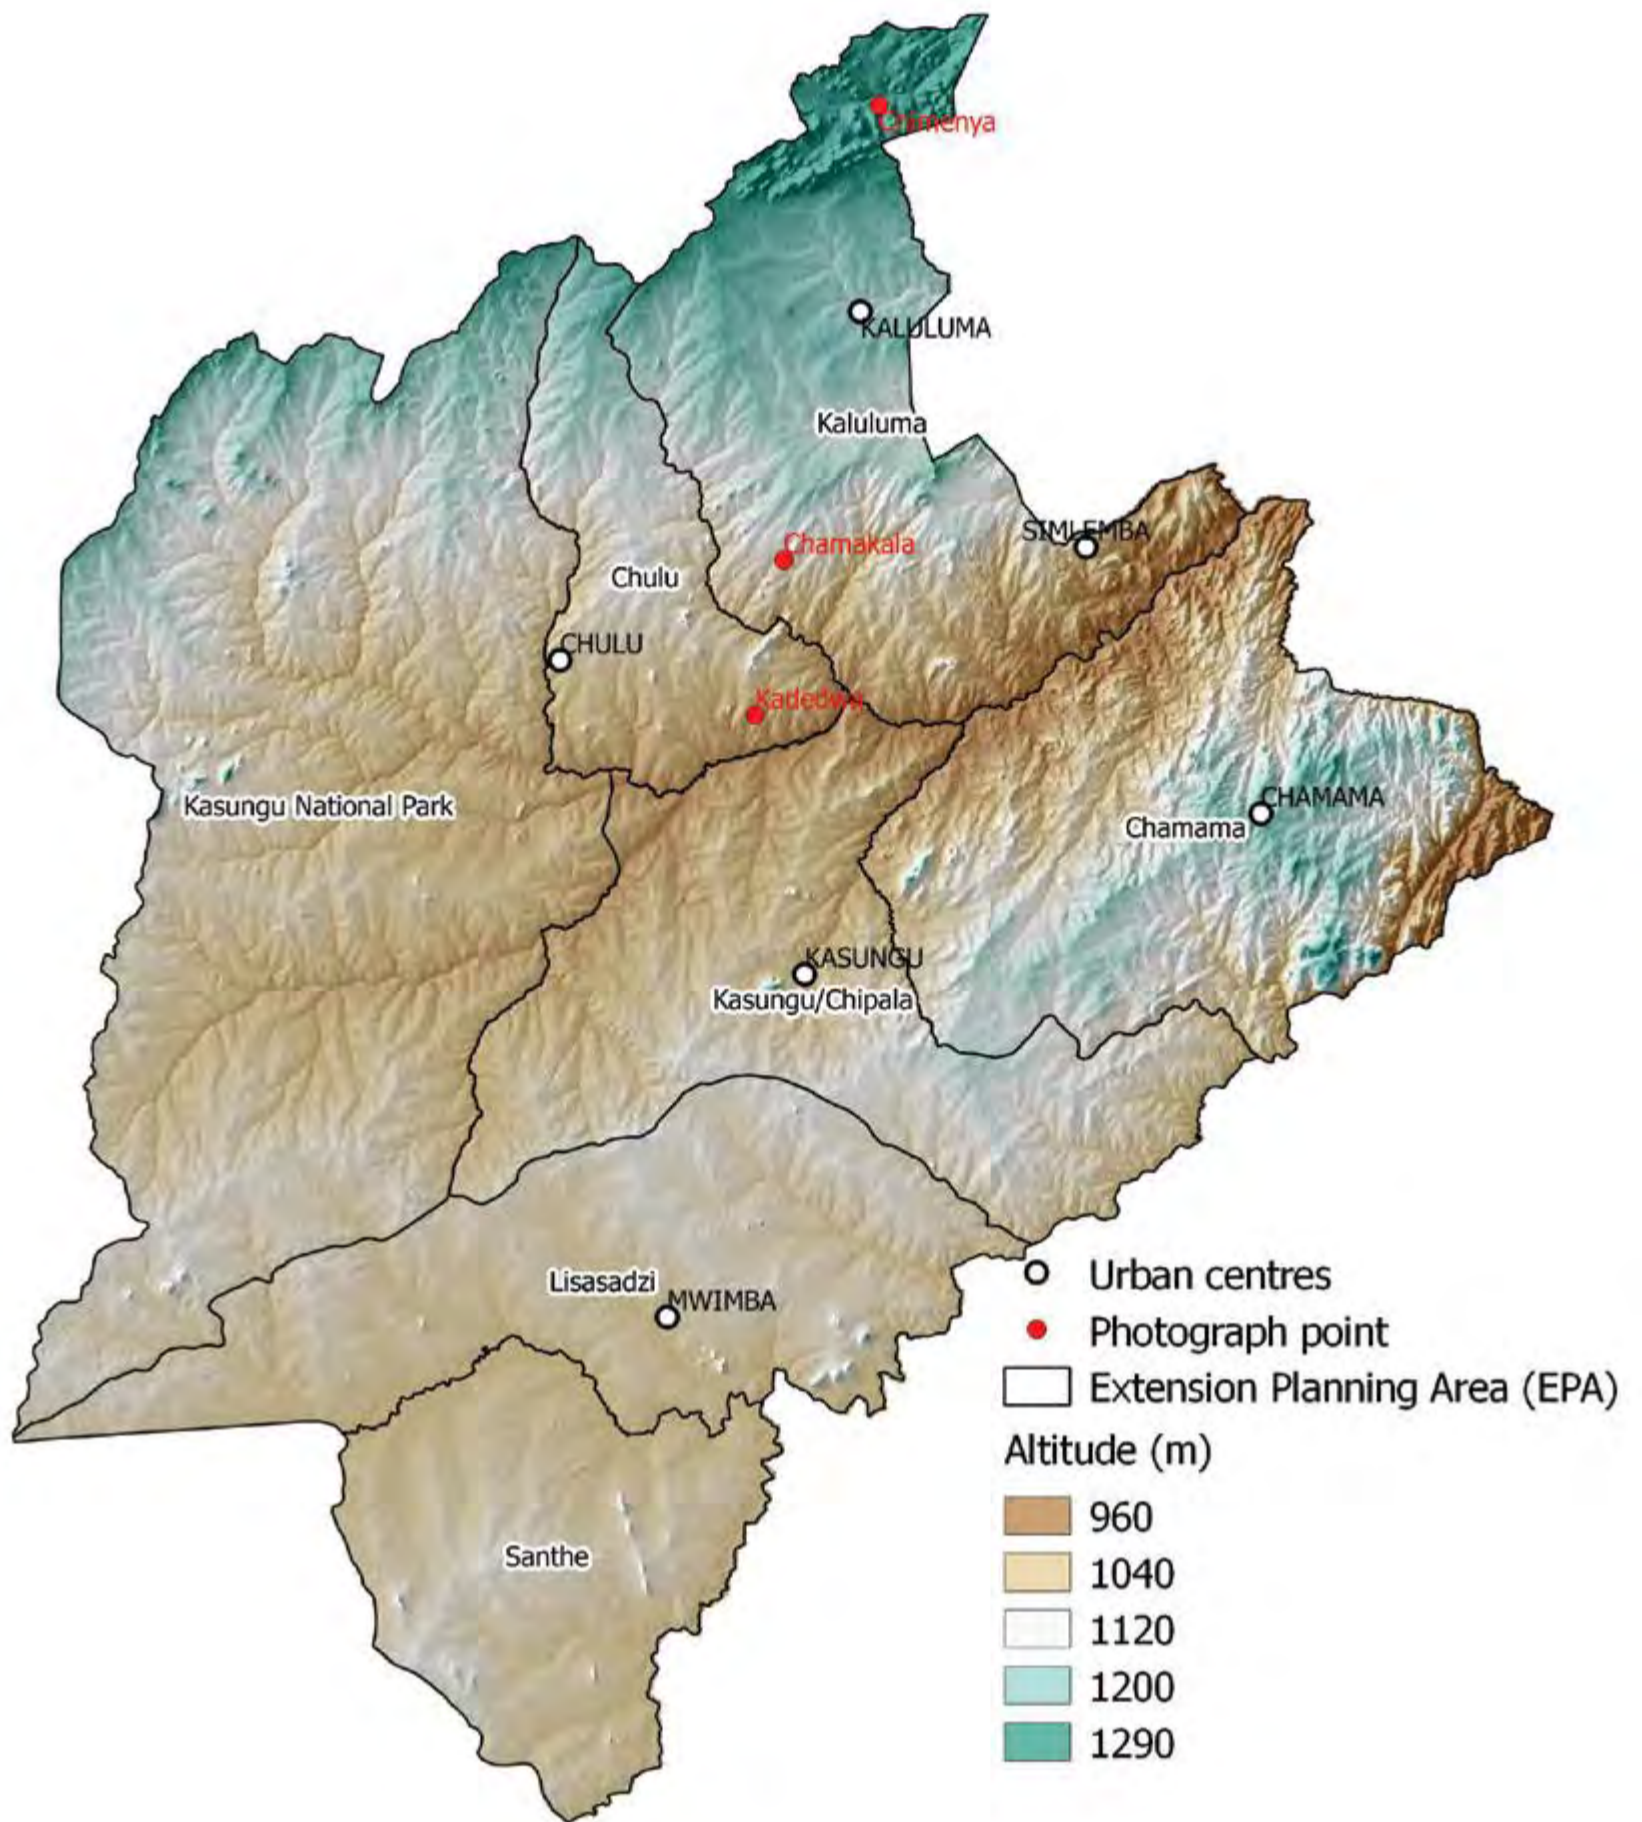 Chimenya
KALULUMA
Kaluluma
SIMLEMBA
Chamakala
Chulu
CHULU
Kadedwa
CHAMAMA
Chamama
Kasungu National Park
KASUNGU
Kasungu/Chipala
Lisasadzi
MWIMBA
Santhe
Urban centres
Photograph point
Extension Planning Area (EPA)
Altitude (m)
960
1040
1120
1200
1290